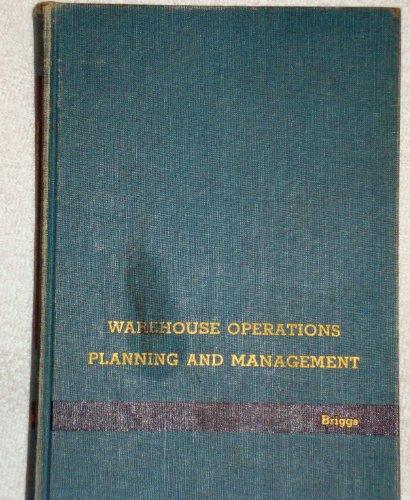 WAREHOUSE OPERATIONS
PLANNING AND MANAGEMENT
Briggs